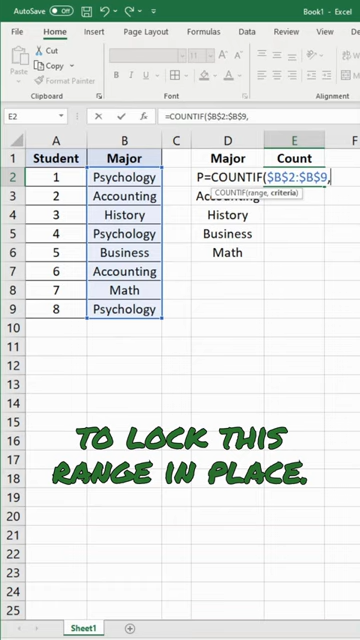 AutoSave Off Book1 - Excel
File Home Insert Page Layout Formulas Data Review
Cut
Copy
Format Painter
Paste
Clipboard Font Alignment
E2 =COUNTIF($B$2:$B$9,
A B C D E F
1 Student Major Major Count
2 1 Psychology P=COUNTIF($B$2:$B$9,
COUNTIF(range, criteria)
3 2 Accounting Accounting
4 3 History History
5 4 Psychology Business
6 5 Business Math
7 6 Accounting
8 7 Math
9 8 Psychology
10
11
12
13
14
15
16
TO LOCK THIS
17
RANGE IN PLACE.
18
19
20
21
22
23
24
25
Sheet1